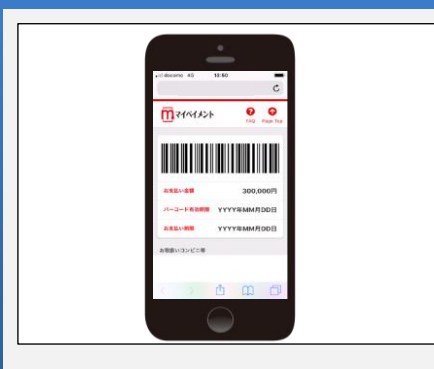 docomo 4G 10:50
マイペイメント
FAQ Page Top
お支払い金額 300,000円
バーコード有効期限 YYYY年MM月DD日
お支払い期限 YYYY年MM月DD日
お取扱いコンビニ等